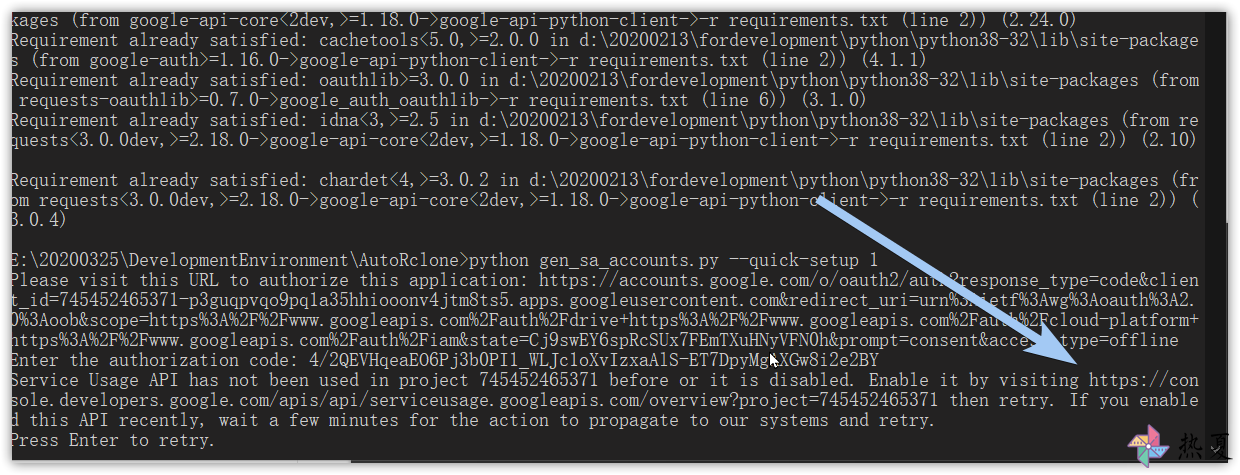 kages (from google-api-core<2dev,>=1.18.0->google-api-python-client->-r requirements.txt (line 2)) (2.24.0)
Requirement already satisfied: cachetools<5.0,>=2.0.0 in d:\20200213\fordevelopment\python\python38-32\lib\site-package
s (from google-auth>=1.16.0->google-api-python-client->-r requirements.txt (line 2)) (4.1.1)
Requirement already satisfied: oauthlib>=3.0.0 in d:\20200213\fordevelopment\python\python38-32\lib\site-packages (from
requests-oauthlib>=0.7.0->google_auth_oauthlib->-r requirements.txt (line 6)) (3.1.0)
Requirement already satisfied: idna<3,>=2.5 in d:\20200213\fordevelopment\python\python38-32\lib\site-packages (from re
quests<3.0.0dev,>=2.18.0->google-api-core<2dev,>=1.18.0->google-api-python-client->-r requirements.txt (line 2)) (2.10)
Requirement already satisfied: chardet<4,>=3.0.2 in d:\20200213\fordevelopment\python\python38-32\lib\site-packages (fr
om requests<3.0.0dev,>=2.18.0->google-api-core<2dev,>=1.18.0->google-api-python-client->-r requirements.txt (line 2)) (
3.0.4)
E:\20200325\DevelopmentEnvironment\AutoRclone>python gen_sa_accounts.py --quick-setup 1
Please visit this URL to authorize this application: https://accounts.google.com/o/oauth2/auth?response_type=code&clien
t_id=745452465371-p3guqpvqo9pqla35hhiooonv4jtm8ts5.apps.googleusercontent.com&redirect_uri=urn%3Aietf%3Awg%3Aoauth%3A2.
0%3Aoob&scope=https%3A%2F%2Fwww.googleapis.com%2Fauth%2Fdrive+https%3A%2F%2Fwww.googleapis.com%2Fauth%2Fcloud-platform+
https%3A%2F%2Fwww.googleapis.com%2Fauth%2Fiam&state=Cj9swEY6spRcSUx7FEmTXuHNyVFN0h&prompt=consent&access_type=offline
Enter the authorization code: 4/2QEVHqeaEO6Pj3b0PIl_WLJcloXvIzxaAlS-ET7DpyMgAXGw8i2e2BY
Service Usage API has not been used in project 745452465371 before or it is disabled. Enable it by visiting https://con
sole.developers.google.com/apis/api/serviceusage.googleapis.com/overview?project=745452465371 then retry. If you enable
d this API recently, wait a few minutes for the action to propagate to our systems and retry.
Press Enter to retry.
热夏